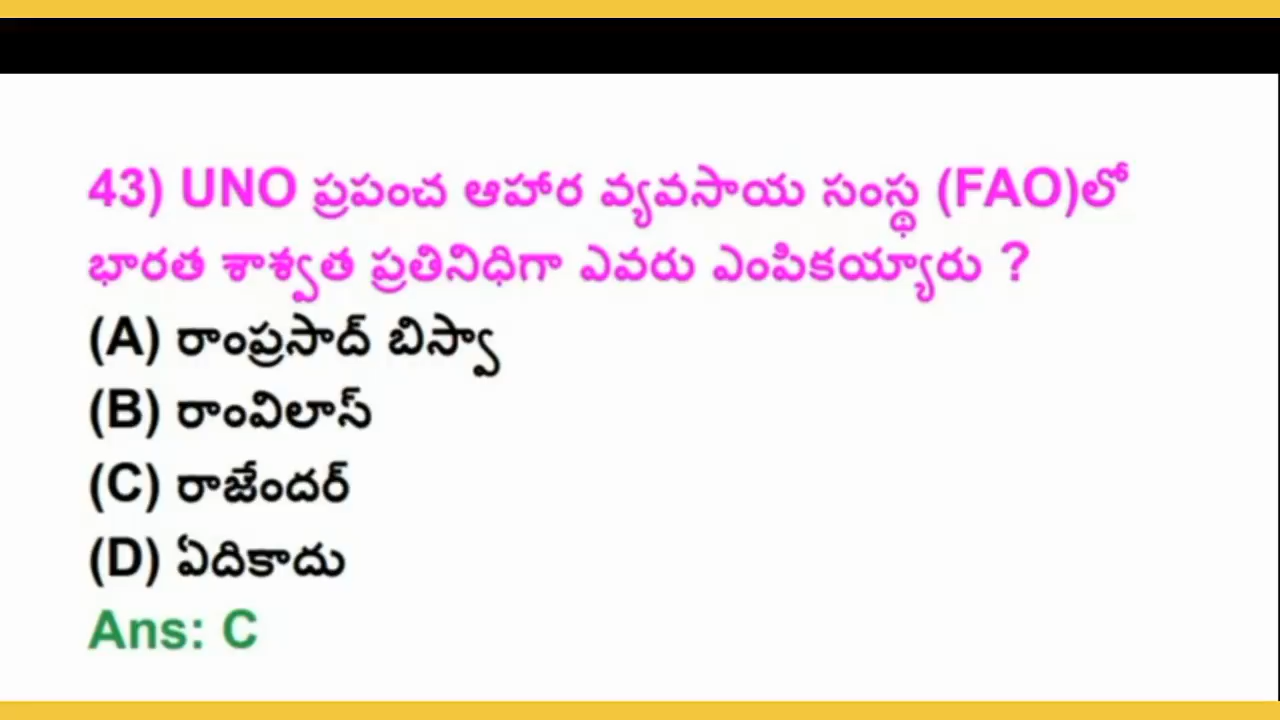 43) UNO ప్రపంచ ఆహార వ్యవసాయ సంస్థ (FAO)లో
భారత శాశ్వత ప్రతినిధిగా ఎవరు ఎంపికయ్యారు ?
(A) రాంప్రసాద్ బిస్వా
(B) రాంవిలాస్
(C) రాజేందర్
(D) ఏదికాదు
Ans: C